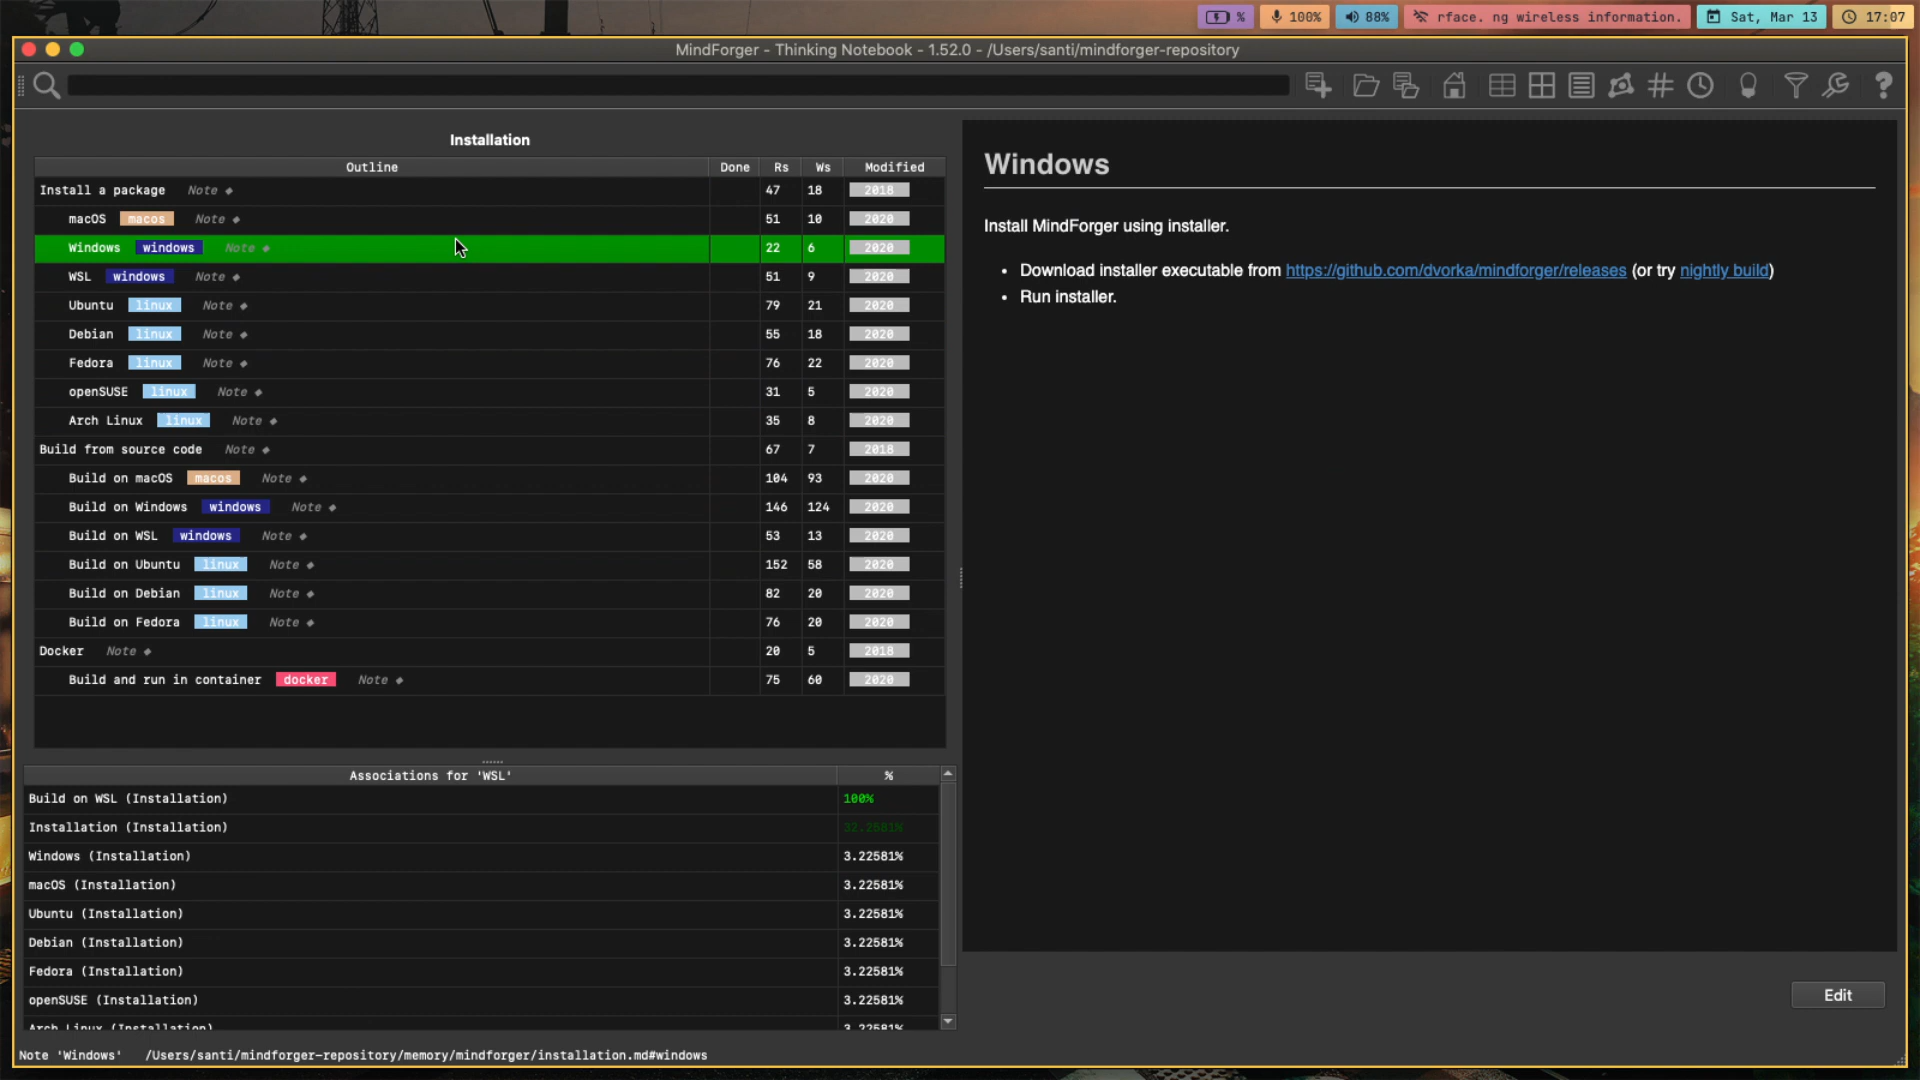 % 100% 88% rface. ng wireless information. Sat, Mar 13 17:07
MindForger - Thinking Notebook - 1.52.0 - /Users/santi/mindforger-repository
Installation
Outline Done Rs Ws Modified
Install a package Note 47 18 2018
macOS macos Note 51 10 2020
Windows windows Note 22 6 2020
WSL windows Note 51 9 2020
Ubuntu linux Note 79 21 2020
Debian linux Note 55 18 2020
Fedora linux Note 76 22 2020
openSUSE linux Note 31 5 2020
Arch Linux linux Note 35 8 2020
Build from source code Note 67 7 2018
Build on macOS macos Note 104 93 2020
Build on Windows windows Note 146 124 2020
Build on WSL windows Note 53 13 2020
Build on Ubuntu linux Note 152 58 2020
Build on Debian linux Note 82 20 2020
Build on Fedora linux Note 76 20 2020
Docker Note 20 5 2018
Build and run in container docker Note 75 60 2020
Associations for 'WSL' %
Build on WSL (Installation) 100%
Installation (Installation) 32.2581%
Windows (Installation) 3.22581%
macOS (Installation) 3.22581%
Ubuntu (Installation) 3.22581%
Debian (Installation) 3.22581%
Fedora (Installation) 3.22581%
openSUSE (Installation) 3.22581%
Arch Linux (Installation) 3.22581%
Windows
Install MindForger using installer.
• Download installer executable from https://github.com/dvorka/mindforger/releases (or try nightly build)
• Run installer.
Edit
Note 'Windows' /Users/santi/mindforger-repository/memory/mindforger/installation.md#windows